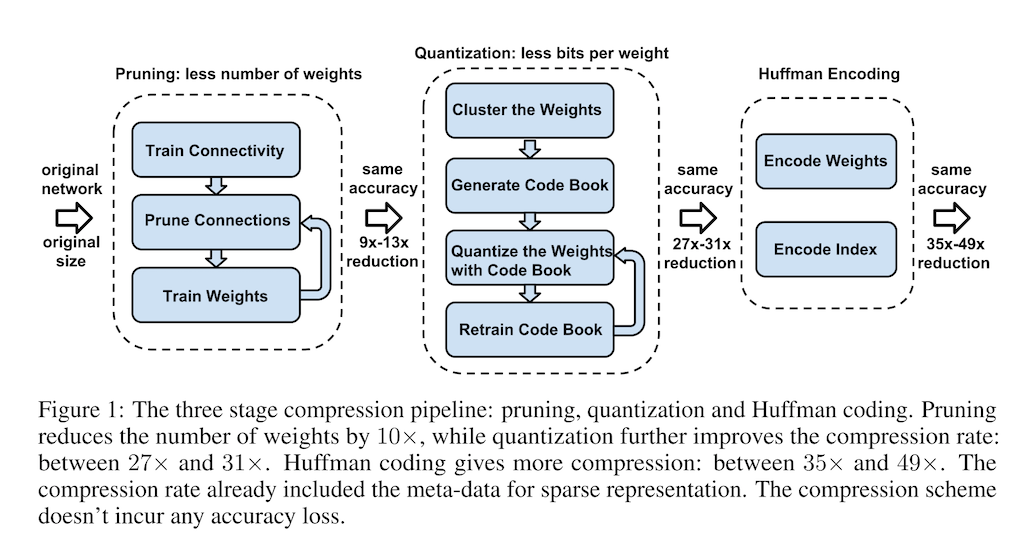 Pruning: less number of weights
Quantization: less bits per weight
Huffman Encoding
original
network
original
size
Train Connectivity
Prune Connections
Train Weights
same
accuracy
9x-13x
reduction
Cluster the Weights
Generate Code Book
Quantize the Weights
with Code Book
Retrain Code Book
same
accuracy
27x-31x
reduction
Encode Weights
Encode Index
same
accuracy
35x-49x
reduction
Figure 1: The three stage compression pipeline: pruning, quantization and Huffman coding. Pruning
reduces the number of weights by 10×, while quantization further improves the compression rate:
between 27× and 31×. Huffman coding gives more compression: between 35× and 49×. The
compression rate already included the meta-data for sparse representation. The compression scheme
doesn't incur any accuracy loss.